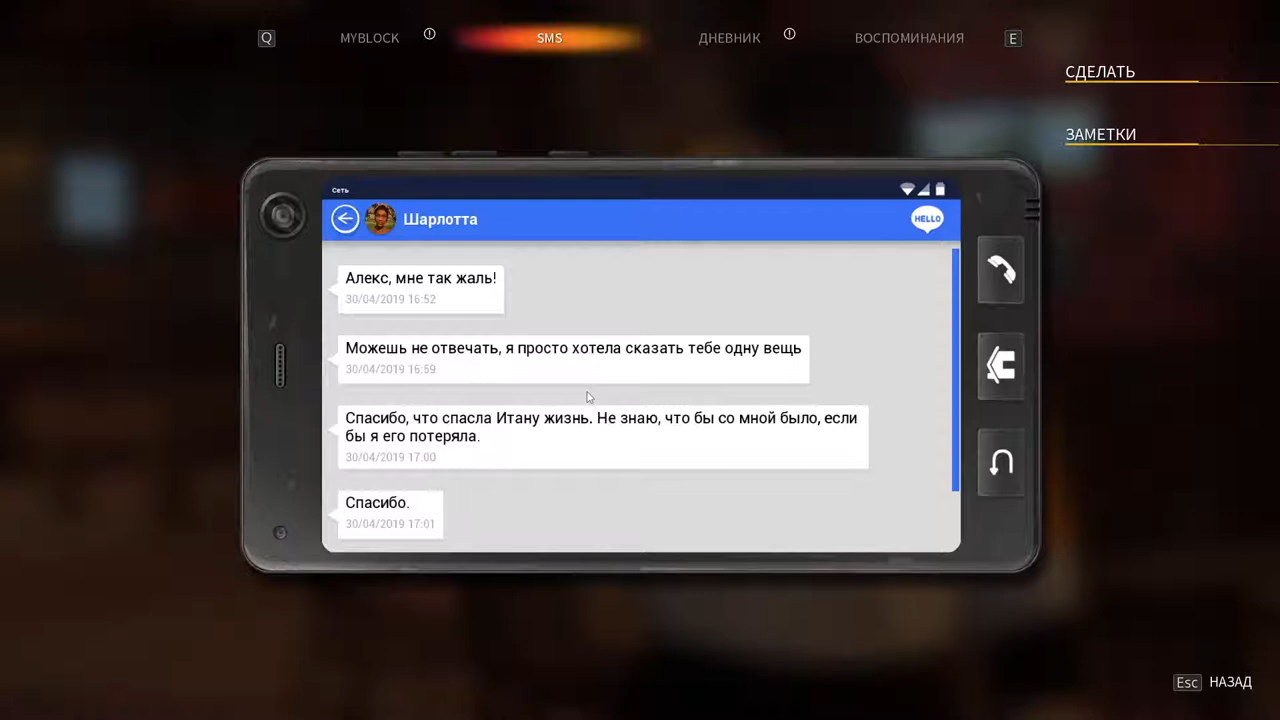 Q
MYBLOCK
SMS
ДНЕВНИК
ВОСПОМИНАНИЯ
E
СДЕЛАТЬ
ЗАМЕТКИ
Сеть
Шарлотта
HELLO
Алекс, мне так жаль!
30/04/2019 16:52
Можешь не отвечать, я просто хотела сказать тебе одну вещь
30/04/2019 16:59
Спасибо, что спасла Итану жизнь. Не знаю, что бы со мной было, если
бы я его потеряла.
30/04/2019 17:00
Спасибо.
30/04/2019 17:01
Esc НАЗАД